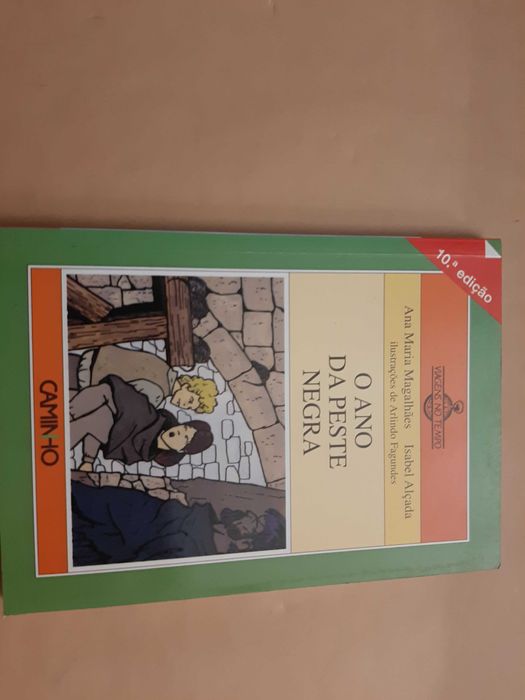 10.ª edição
VIAGENS NO TEMPO
Ana Maria Magalhães Isabel Alçada
ilustrações de Arlindo Fagundes
O ANO
DA PESTE
NEGRA
CAMINHO